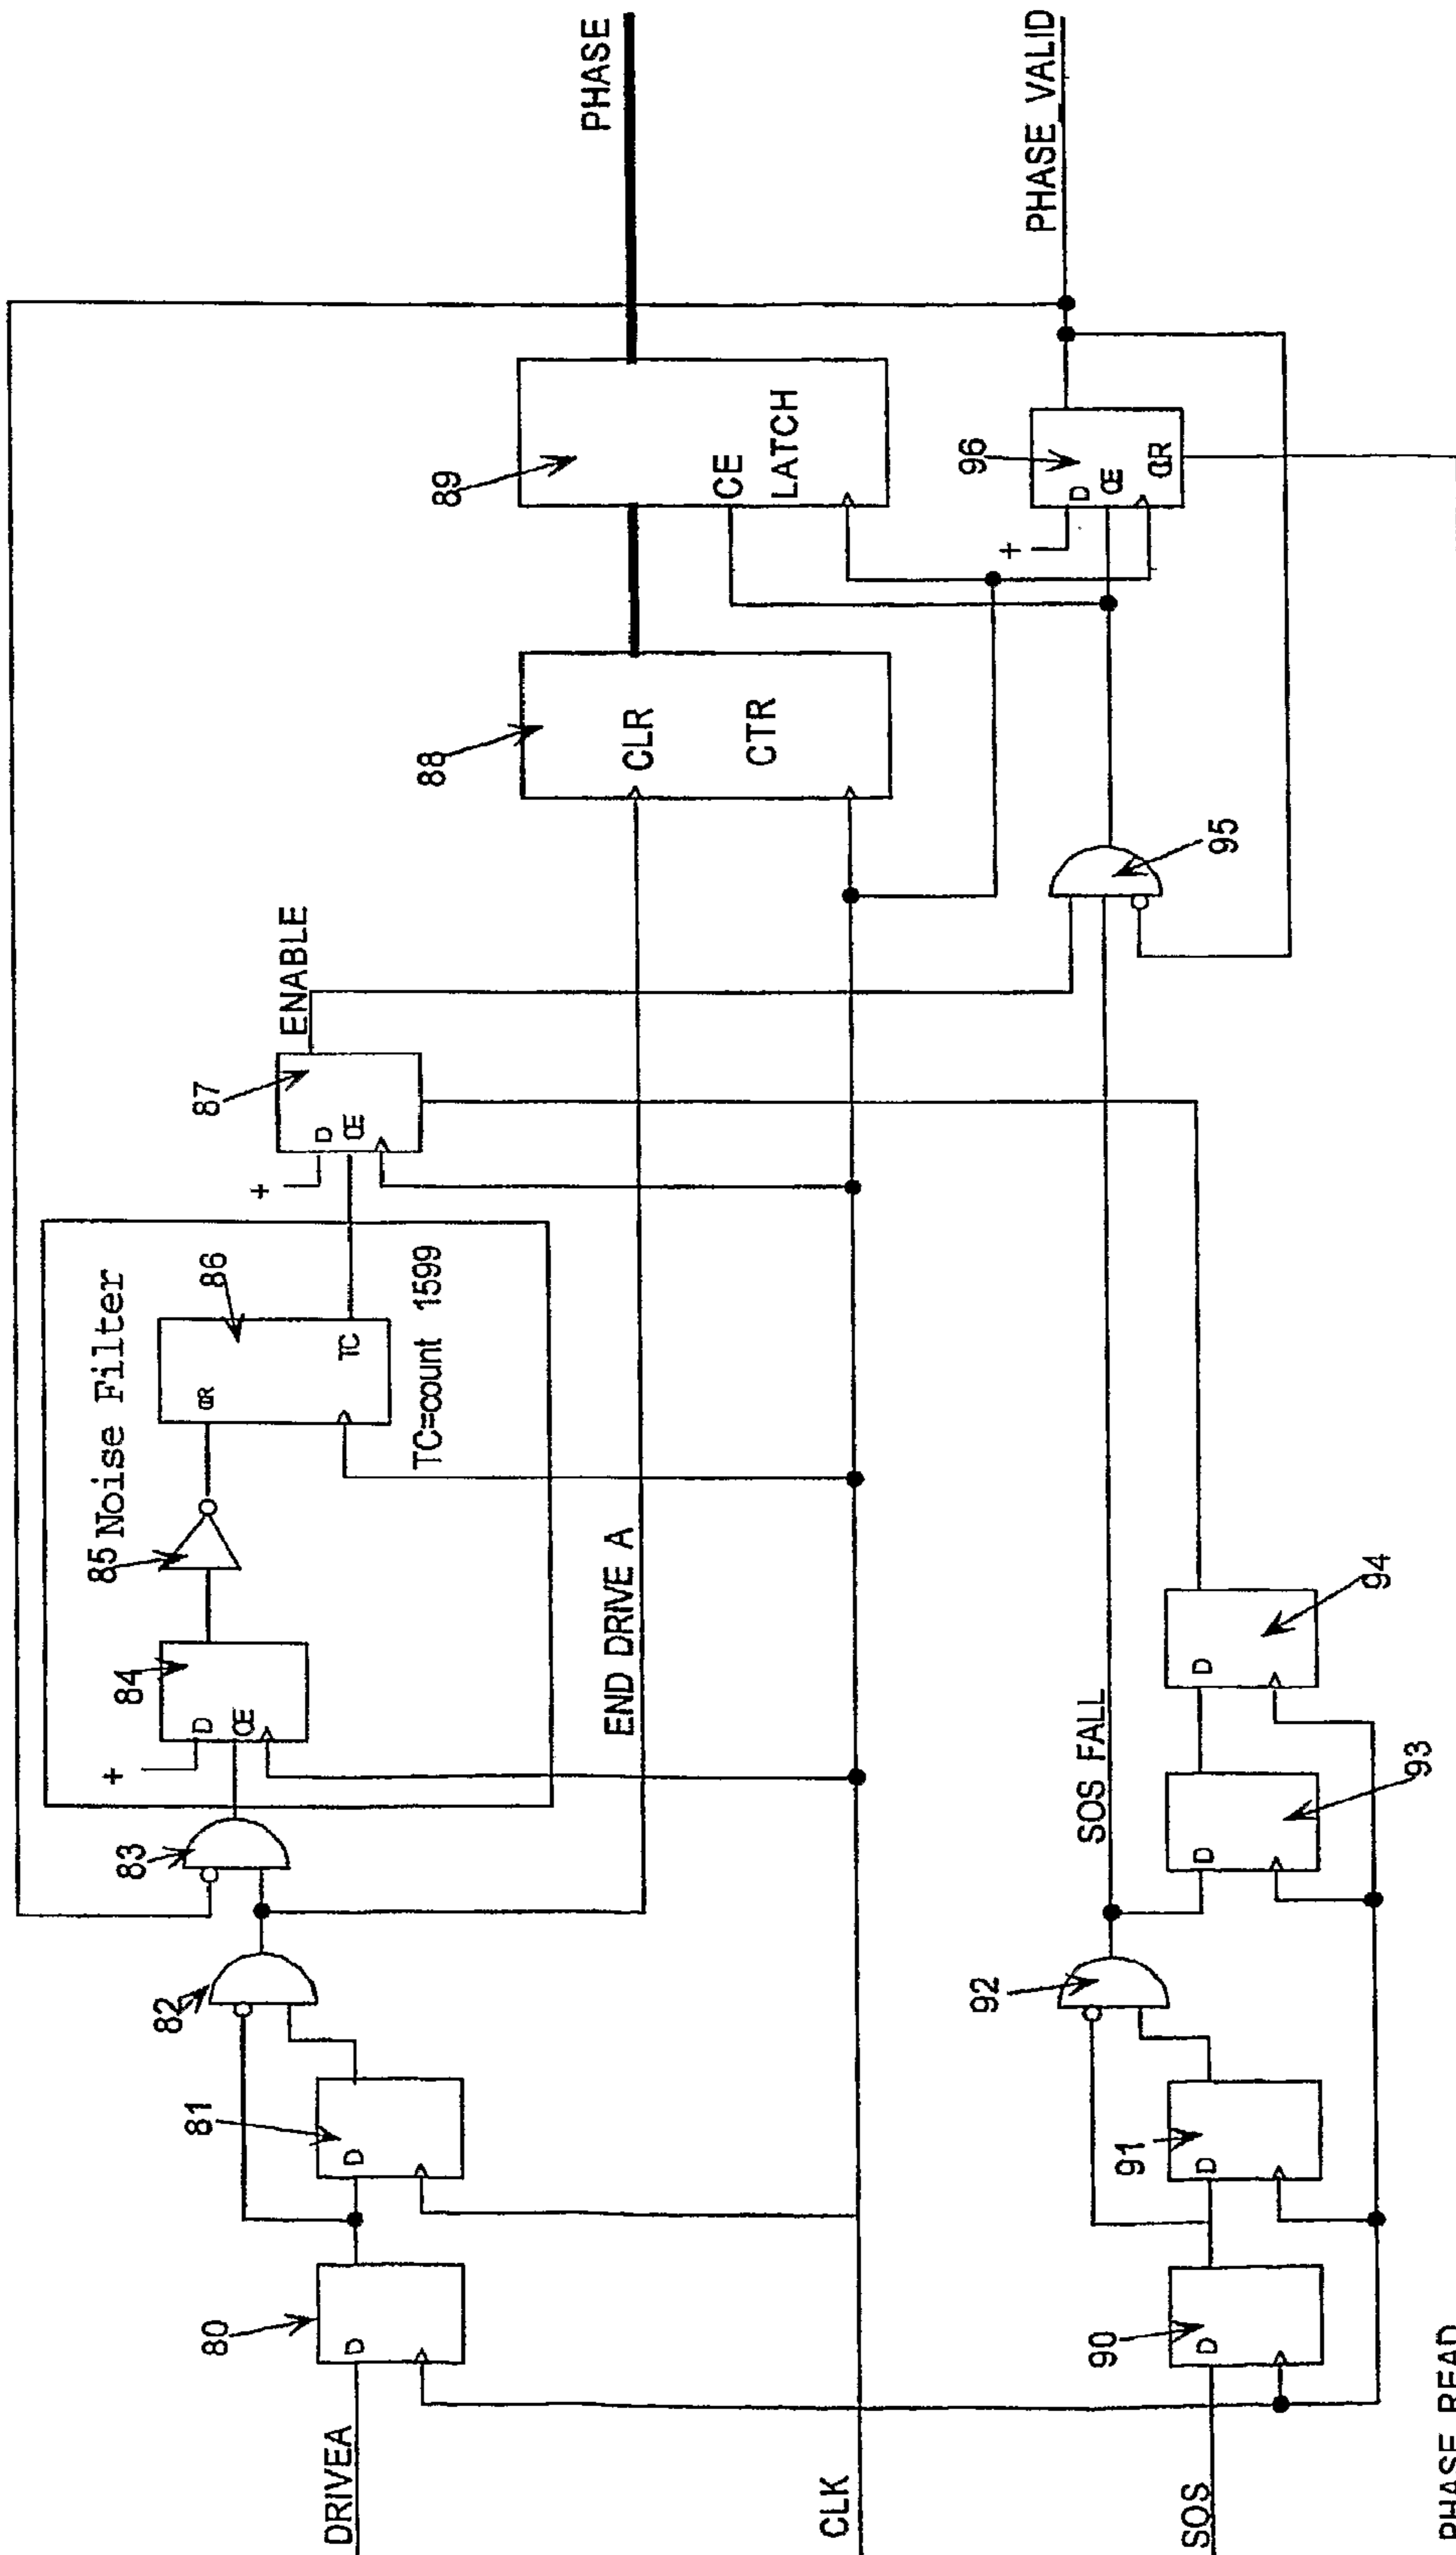 DRIVEA
CLK
SOS
PHASE READ
80
D
81
D
82
83
+
D
CE
84
85
Noise Filter
CLR
TC
86
TC=count 1599
+
D
CE
87
ENABLE
END DRIVE A
88
CLR
CTR
89
CE
LATCH
PHASE
90
D
91
D
92
SOS FALL
D
93
D
94
95
+
D
CE
CLR
96
PHASE VALID